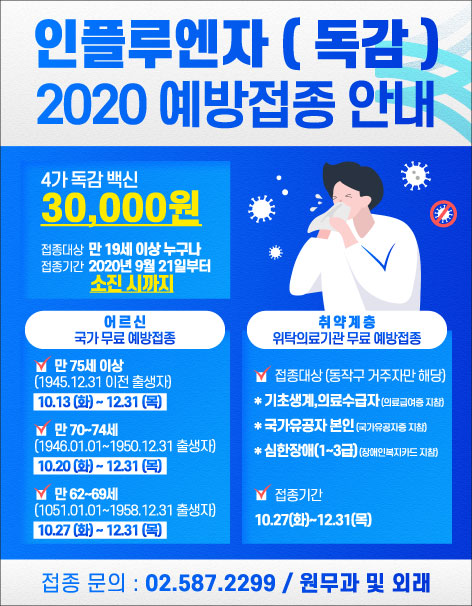 인플루엔자 ( 독감 )
2020 예방접종 안내
4가 독감 백신
30,000원
접종대상 만 19세 이상 누구나
접종기간 2020년 9월 21일부터
소진 시까지
어르신
국가 무료 예방접종
만 75세 이상
(1945.12.31 이전 출생자)
10.13 (화) ~ 12.31 (목)
만 70~74세
(1946.01.01~1950.12.31 출생자)
10.20 (화) ~ 12.31 (목)
만 62~69세
(1051.01.01~1958.12.31 출생자)
10.27 (화) ~ 12.31 (목)
취약계층
위탁의료기관 무료 예방접종
접종대상 (동작구 거주자만 해당)
* 기초생계,의료수급자 (의료급여증 지참)
* 국가유공자 본인 (국가유공자증 지참)
* 심한장애(1~3급) (장애인복지카드 지참)
접종기간
10.27(화)~12.31(목)
접종 문의 : 02.587.2299 / 원무과 및 외래